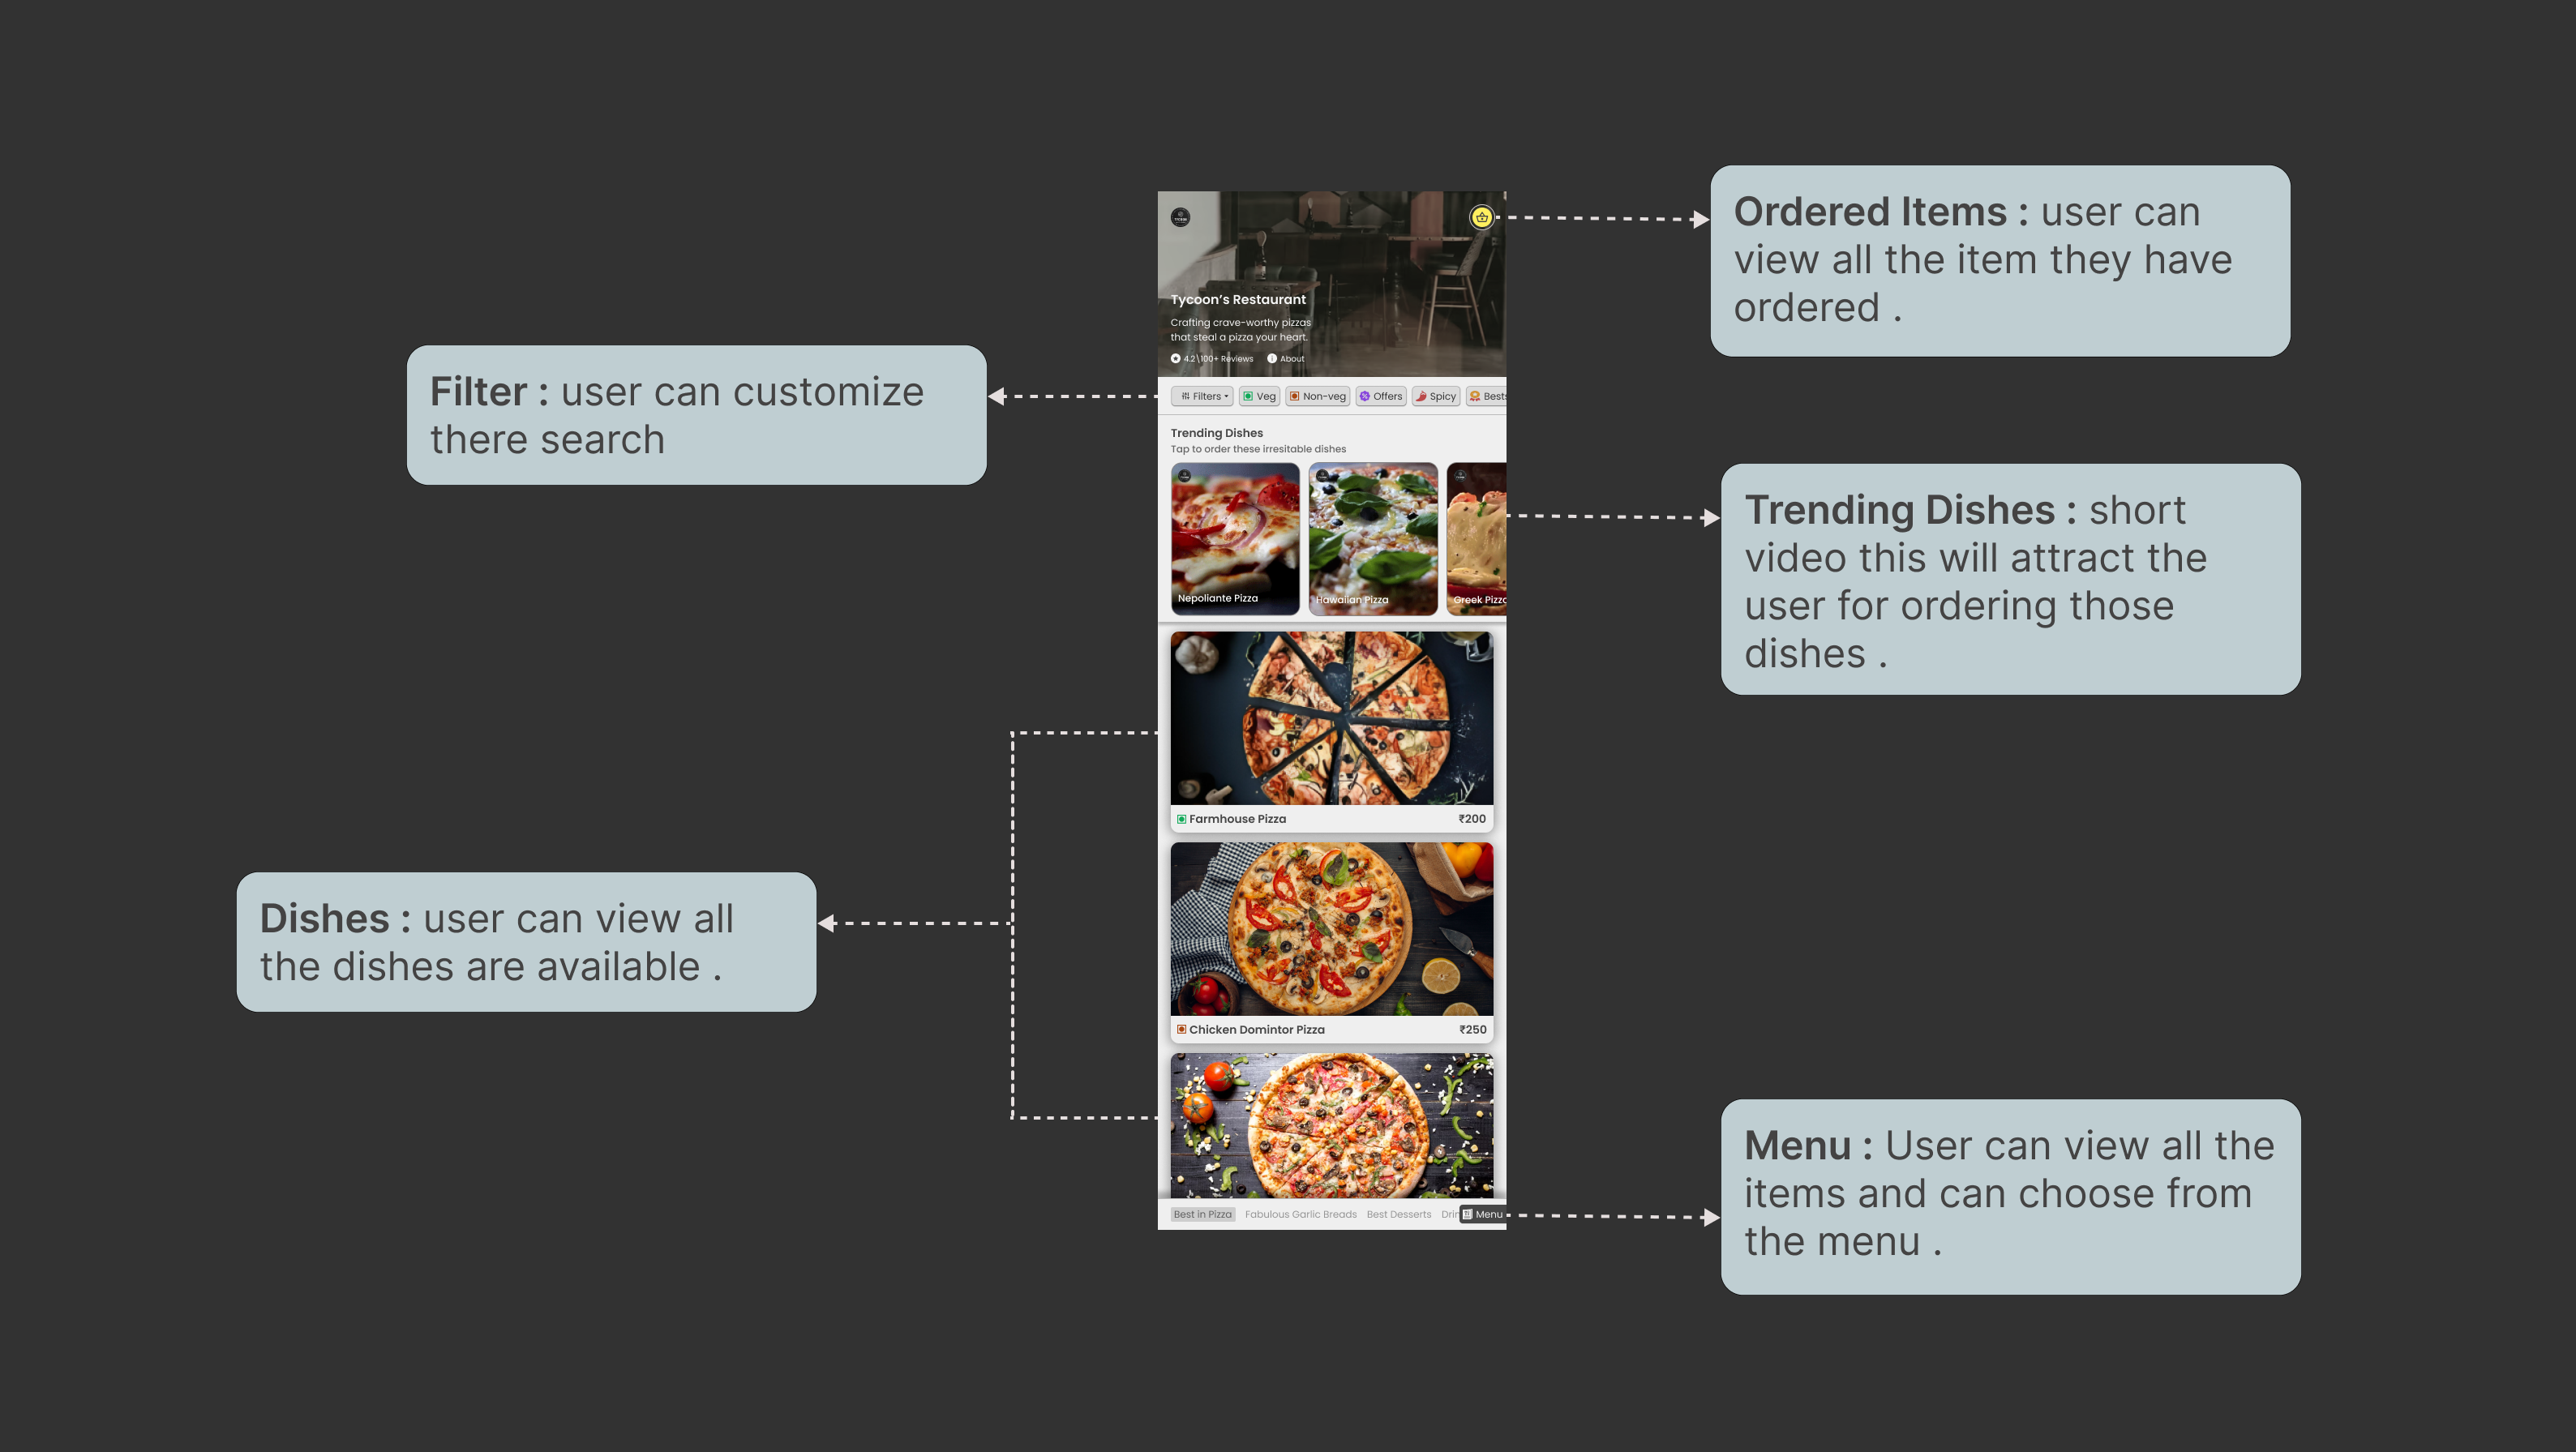 Ordered Items : user can
view all the item they have
ordered .
Tycoon's Restaurant
Crafting crave-worthy pizzas
that steal a pizza your heart.
4.2\100+ Reviews About
Filter : user can customize
there search
Filters Veg Non-veg Offers Spicy Bests
Trending Dishes
Tap to order these irresitable dishes
Nepoliante Pizza Hawaiian Pizza Greek Pizza
Trending Dishes : short
video this will attract the
user for ordering those
dishes .
Farmhouse Pizza ₹200
Dishes : user can view all
the dishes are available .
Chicken Domintor Pizza ₹250
Menu : User can view all the
items and can choose from
the menu .
Best in Pizza Fabulous Garlic Breads Best Desserts Menu